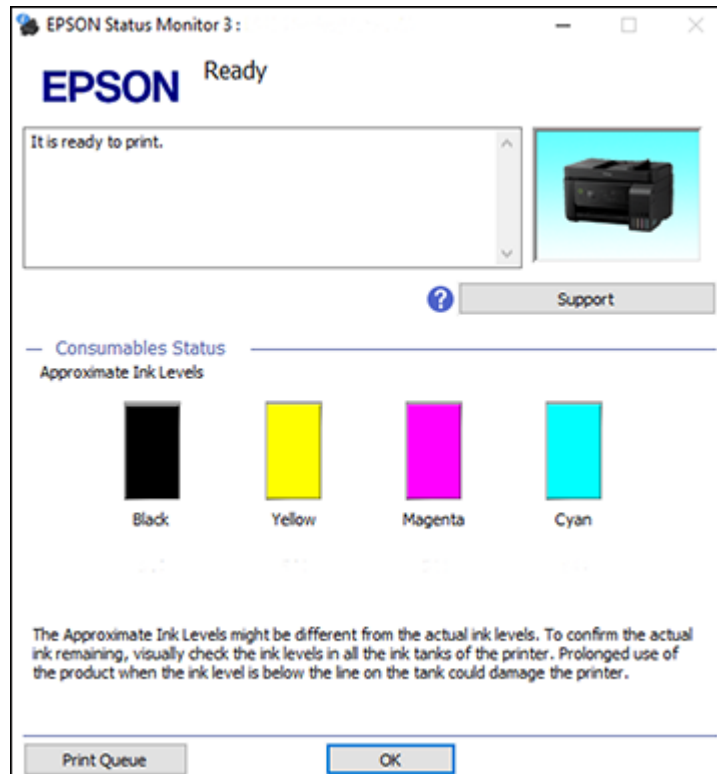 EPSON Status Monitor 3 :
EPSON
Ready
It is ready to print.
?
Support
Consumables Status
Approximate Ink Levels
Black
Yellow
Magenta
Cyan
The Approximate Ink Levels might be different from the actual ink levels. To confirm the actual
ink remaining, visually check the ink levels in all the ink tanks of the printer. Prolonged use of
the product when the ink level is below the line on the tank could damage the printer.
Print Queue
OK